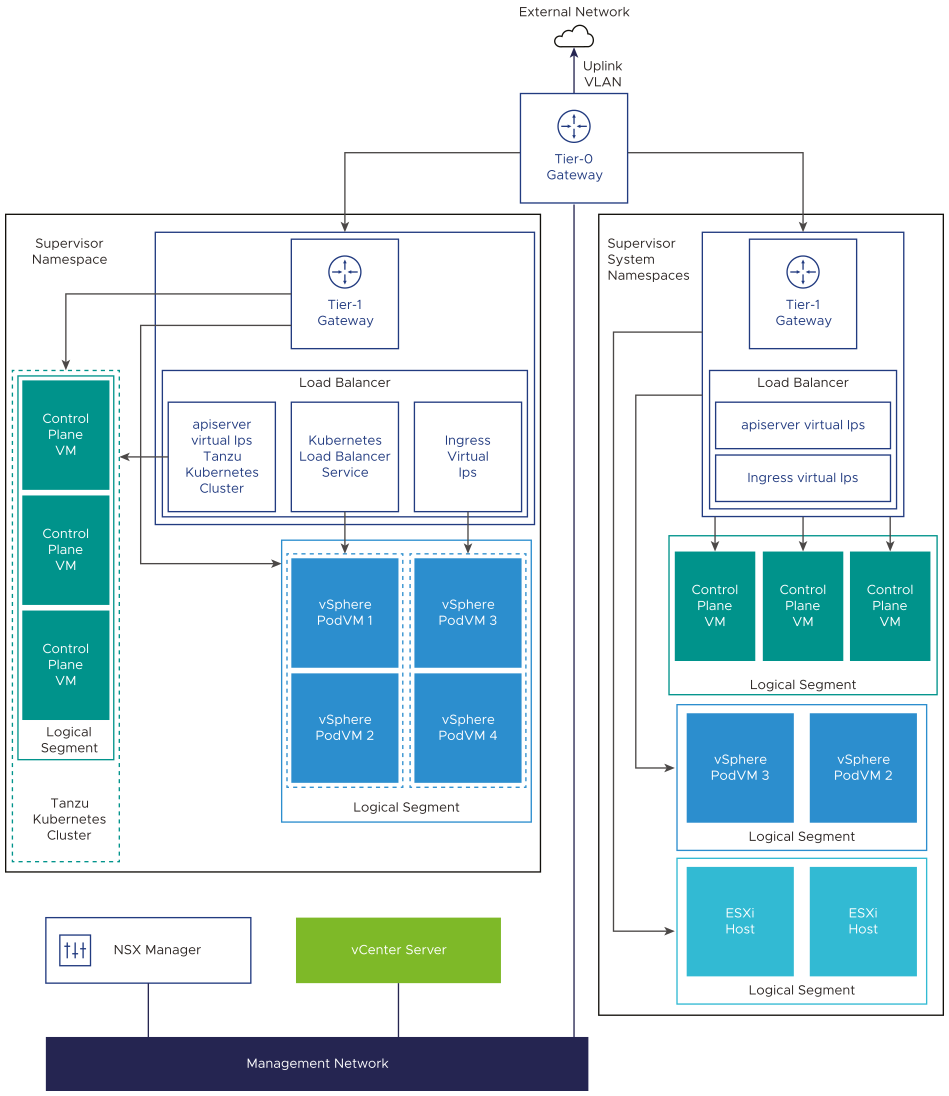 External Network
Uplink
VLAN
Tier-0
Gateway
Supervisor
Namespace
Tier-1
Gateway
Load Balancer
apiserver
virtual Ips
Tanzu
Kubernetes
Cluster
Kubernetes
Load Balancer
Service
Ingress
Virtual
Ips
Control
Plane
VM
Control
Plane
VM
Control
Plane
VM
Logical
Segment
Tanzu
Kubernetes
Cluster
vSphere
PodVM 1
vSphere
PodVM 3
vSphere
PodVM 2
vSphere
PodVM 4
Logical Segment
Supervisor
System
Namespaces
Tier-1
Gateway
Load Balancer
apiserver virtual Ips
Ingress virtual Ips
Control
Plane
VM
Control
Plane
VM
Control
Plane
VM
Logical Segment
vSphere
PodVM 3
vSphere
PodVM 2
Logical Segment
ESXi
Host
ESXi
Host
Logical Segment
NSX Manager
vCenter Server
Management Network